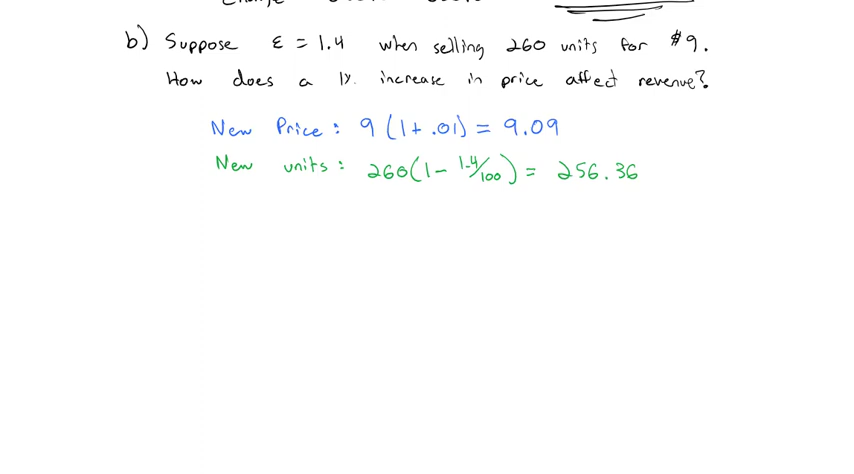 Change
b) Suppose ε = 1.4 when selling 260 units for $9.
How does a 1% increase in price affect revenue?
New Price: 9 (1 + .01) = 9.09
New units: 260 (1 - 1.4/100) = 256.36